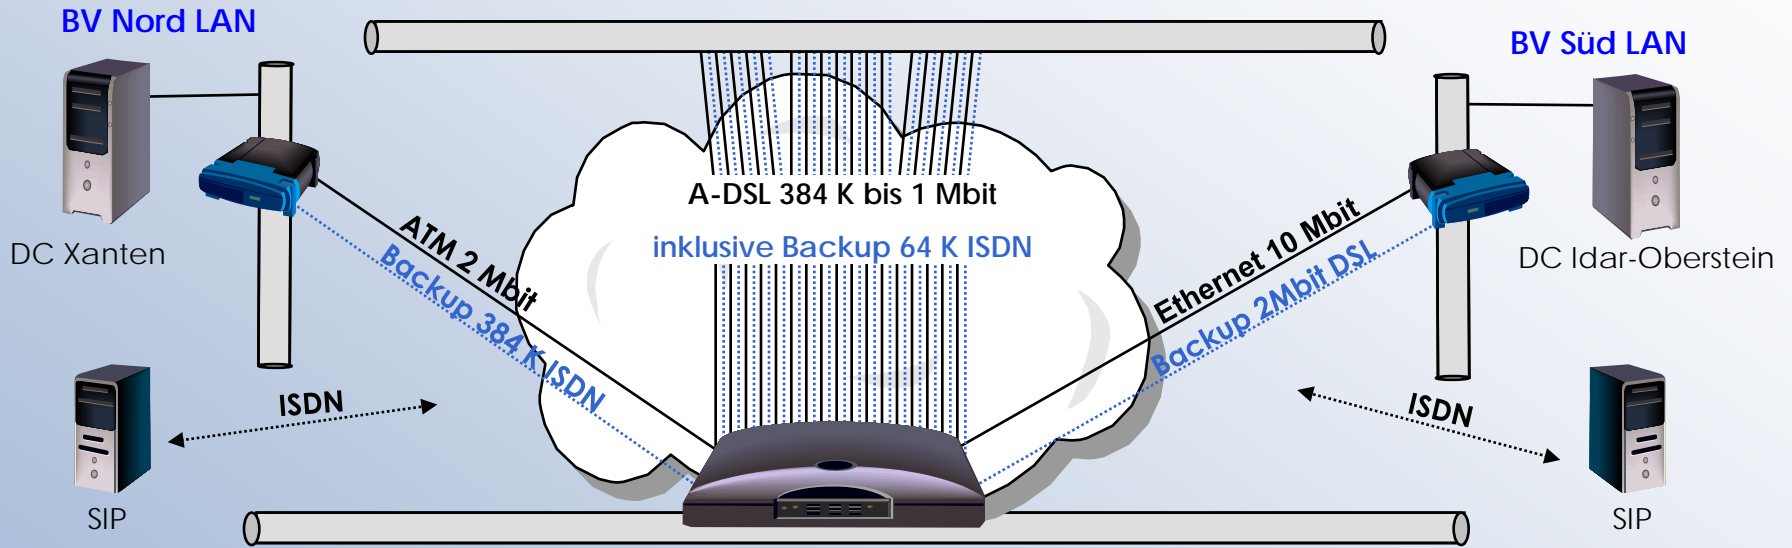 BV Nord LAN
BV Süd LAN
DC Xanten
DC Idar-Oberstein
A-DSL 384 K bis 1 Mbit
inklusive Backup 64 K ISDN
ATM 2 Mbit
Backup 384 K ISDN
Ethernet 10 Mbit
Backup 2Mbit DSL
ISDN
ISDN
SIP
SIP